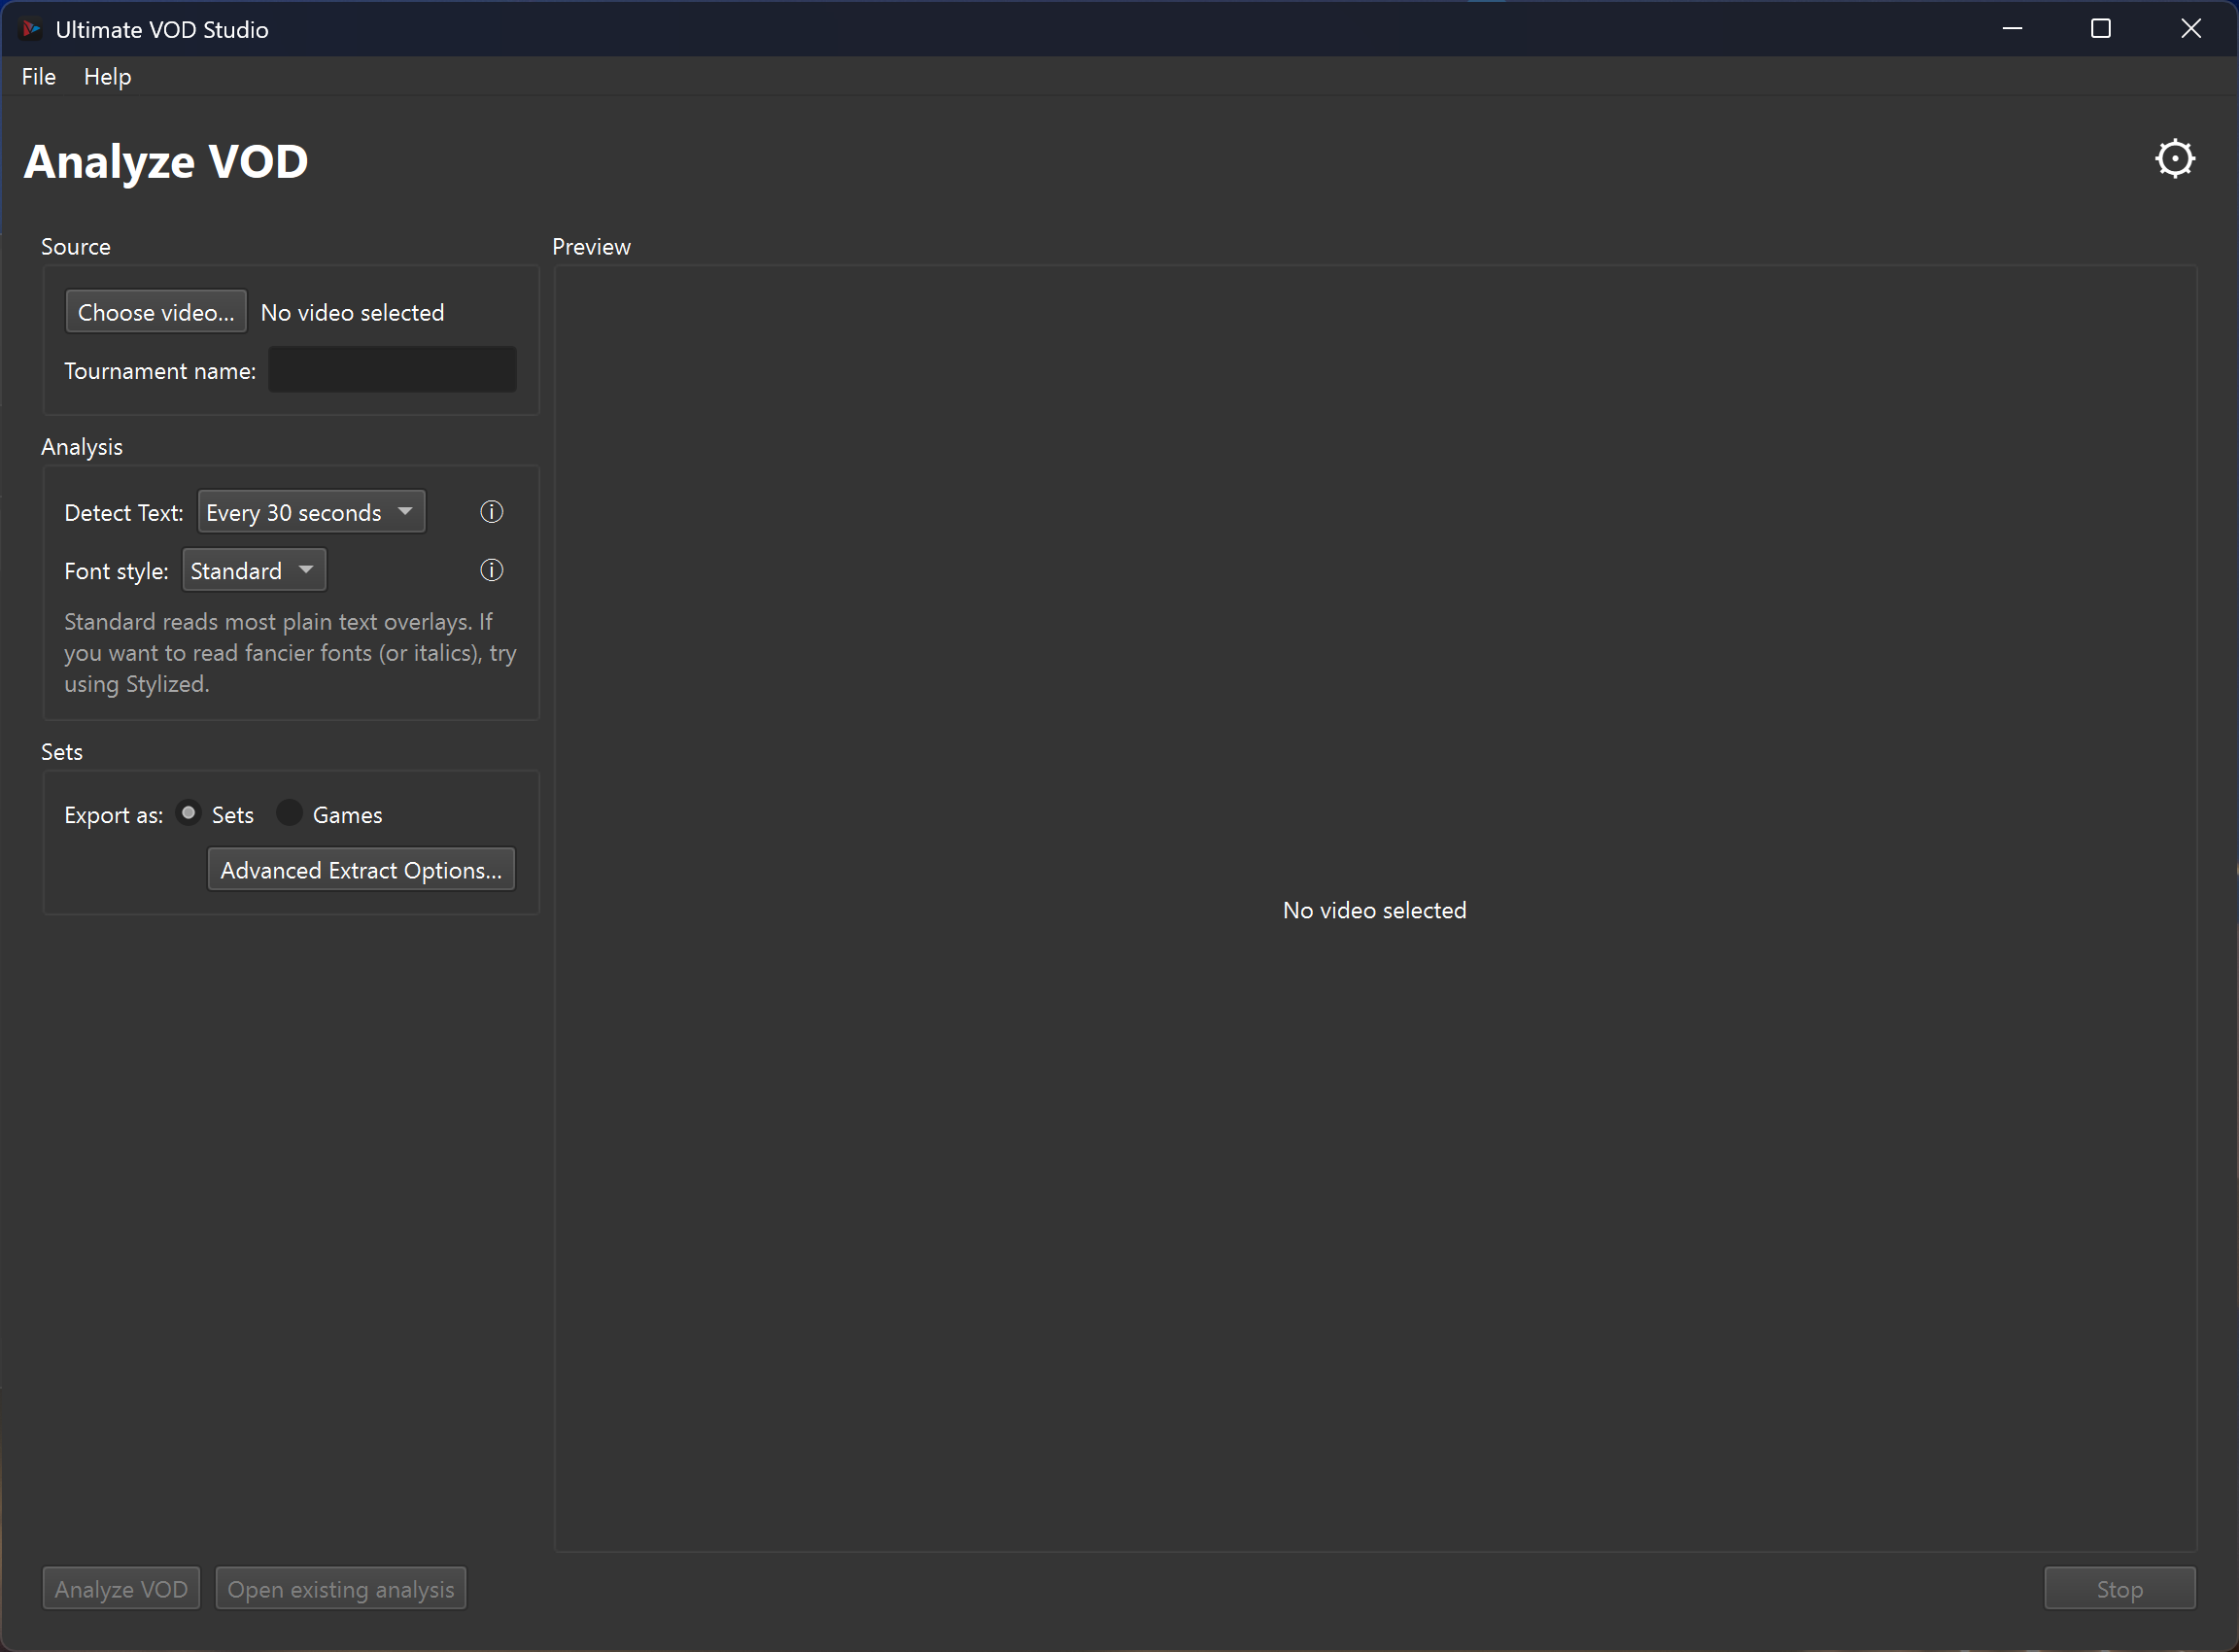 Ultimate VOD Studio
File Help
Analyze VOD
Source
Choose video... No video selected
Tournament name:
Analysis
Detect Text: Every 30 seconds
Font style: Standard
Standard reads most plain text overlays. If
you want to read fancier fonts (or italics), try
using Stylized.
Sets
Export as: Sets Games
Advanced Extract Options...
Preview
No video selected
Analyze VOD Open existing analysis Stop